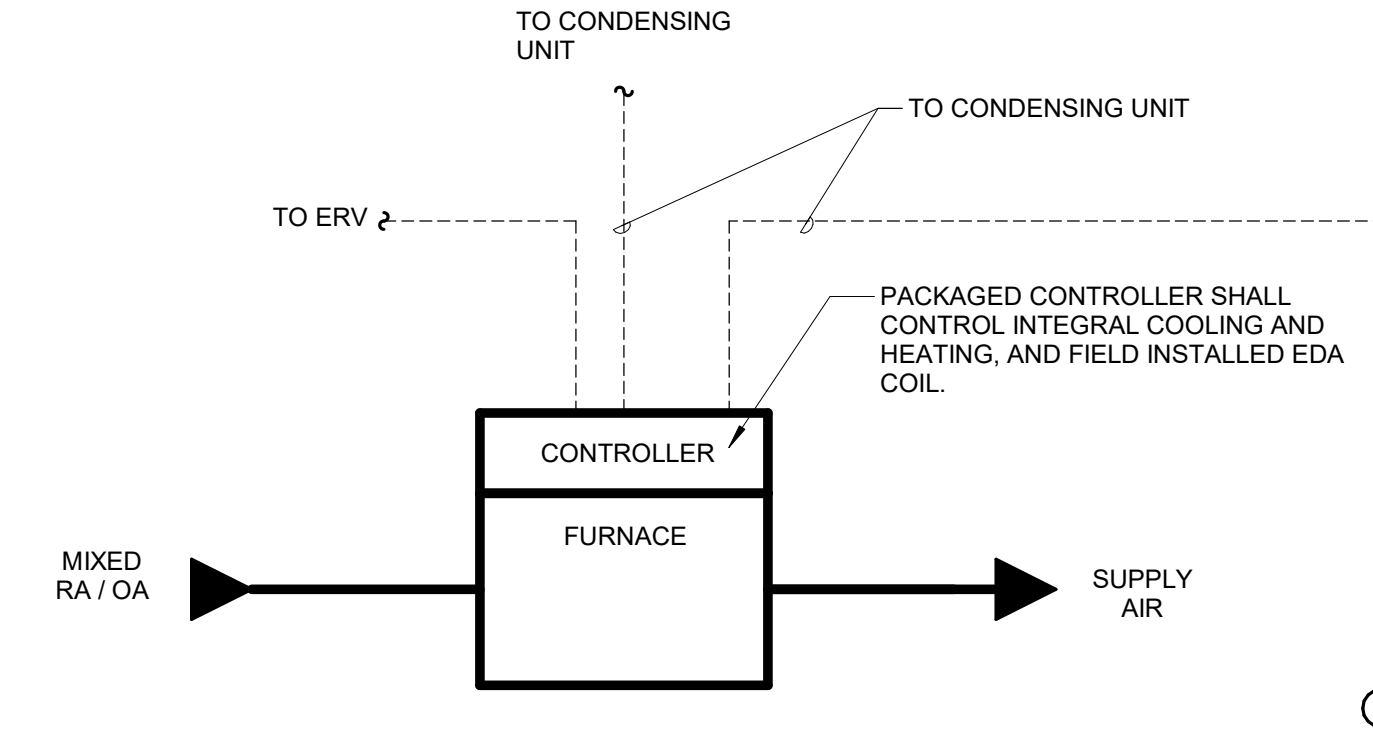 TO CONDENSING
UNIT
TO CONDENSING UNIT
TO ERV
PACKAGED CONTROLLER SHALL
CONTROL INTEGRAL COOLING AND
HEATING, AND FIELD INSTALLED EDA
COIL.
CONTROLLER
FURNACE
MIXED
RA / OA
SUPPLY
AIR